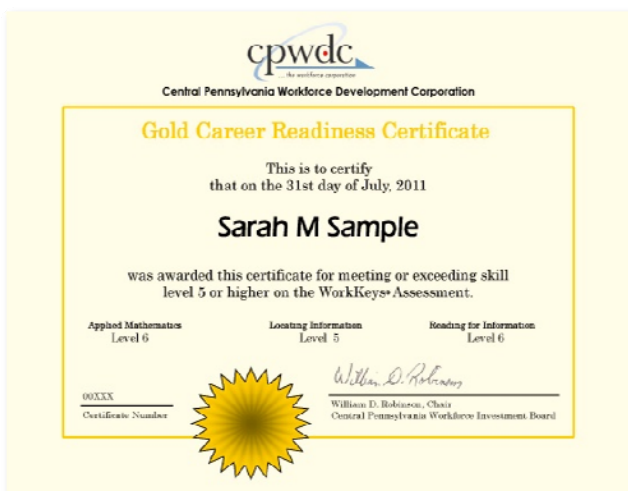 cpwdc
... the workforce corporation
Central Pennsylvania Workforce Development Corporation
Gold Career Readiness Certificate
This is to certify
that on the 31st day of July, 2011
Sarah M Sample
was awarded this certificate for meeting or exceeding skill
level 5 or higher on the WorkKeys® Assessment.
Applied Mathematics Locating Information Reading for Information
Level 6 Level 5 Level 6
William D. Robinson
00XXX
Certificate Number
William D. Robinson, Chair
Central Pennsylvania Workforce Investment Board